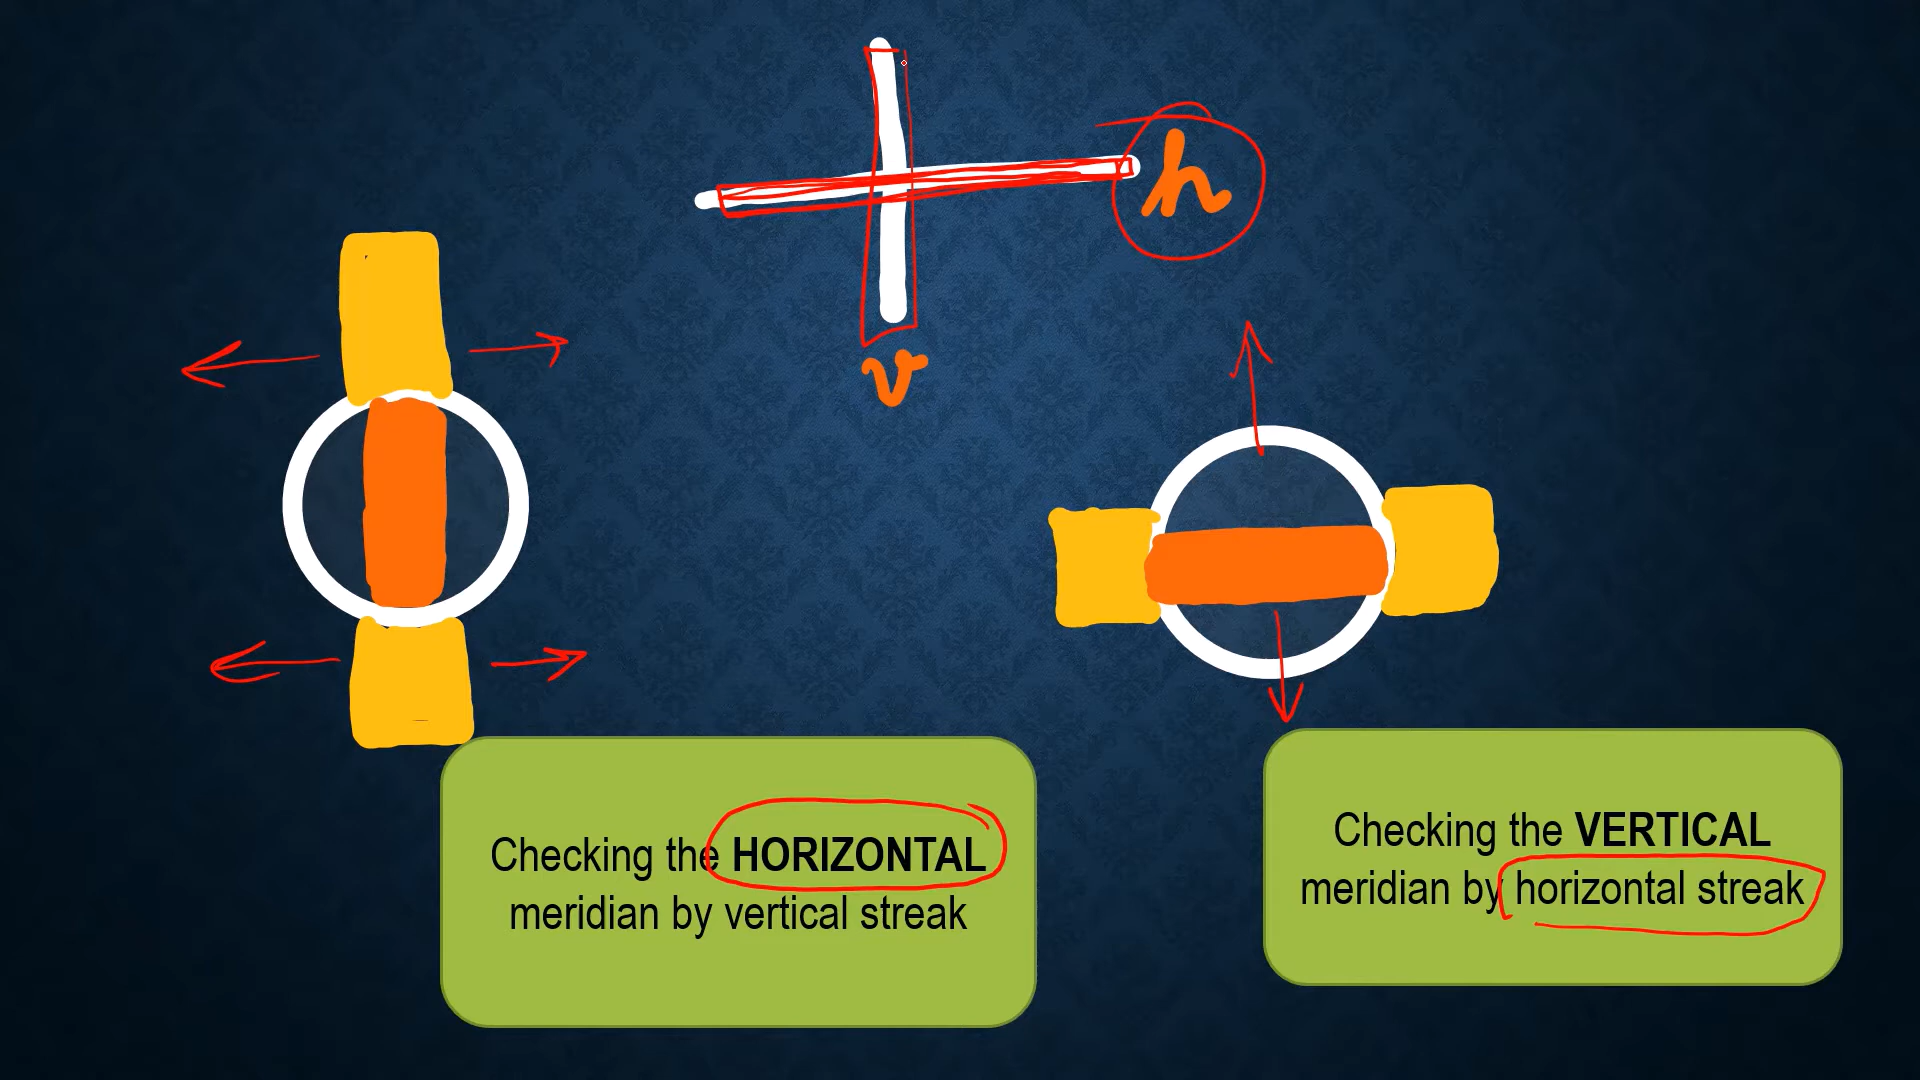 h
v
Checking the HORIZONTAL
meridian by vertical streak
Checking the VERTICAL
meridian by horizontal streak